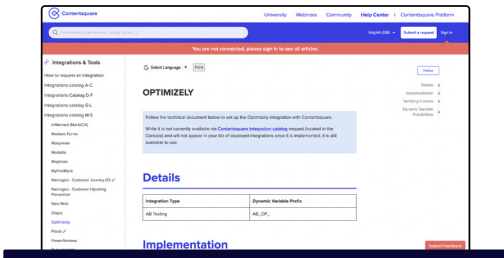 Contentsquare
University Webinars Community Help Center | Contentsquare Platform
English (GB) Submit a request Sign in
You are not connected, please sign in to see all articles.
Integrations & Tools
How to request an integration
Integrations catalog A-C
Integrations catalog D-F
Integrations catalog G-L
Integrations catalog M-S
Marketo Forms
Maxymiser
Medallia
Mopinion
MyFeelBack
Namogoo - Customer Journey OS
Namogoo - Customer Hijacking
Prevention
New Relic
Olapic
Optimizely
PowerReviews
Select Language Print
OPTIMIZELY
Follow the technical document below to set up the Optimizely integration with Contentsquare.
While it is not currently available via Contentsquare integration catalog request (located in the
Console) and will not appear in your list of deployed integrations once it is implemented, it is still
available to use.
Details
Integration Type Dynamic Variable Prefix
AB Testing AB_OP_
Implementation
Follow
Details
Implementation
Verifying Events
Dynamic Variable
Possibilities
Submit Feedback